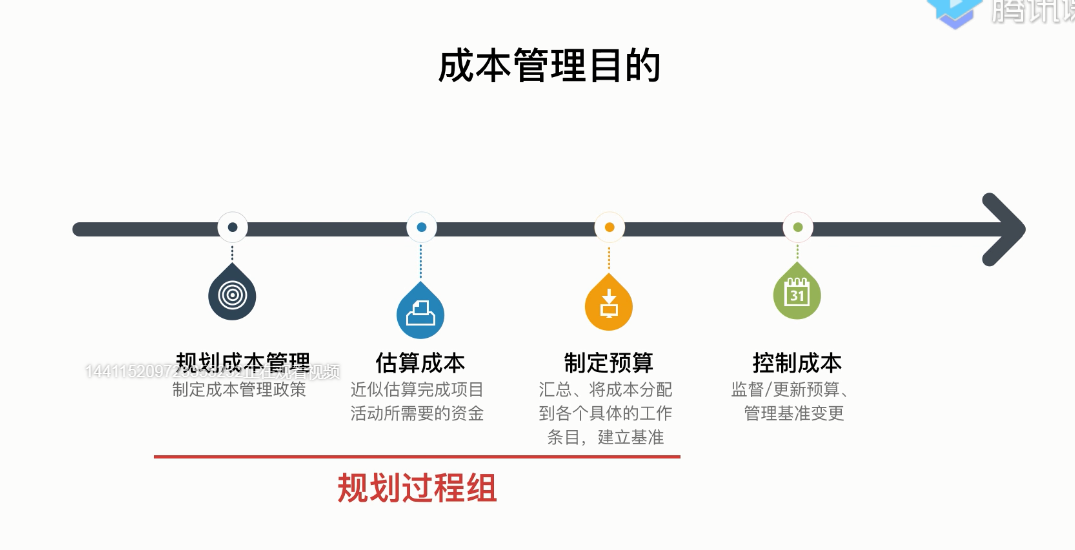 腾讯课
成本管理目的
31
规划成本管理
制定成本管理政策
估算成本
近似估算完成项目
活动所需要的资金
制定预算
汇总、将成本分配
到各个具体的工作
条目，建立基准
控制成本
监督/更新预算、
管理基准变更
正在观看视频
规划过程组